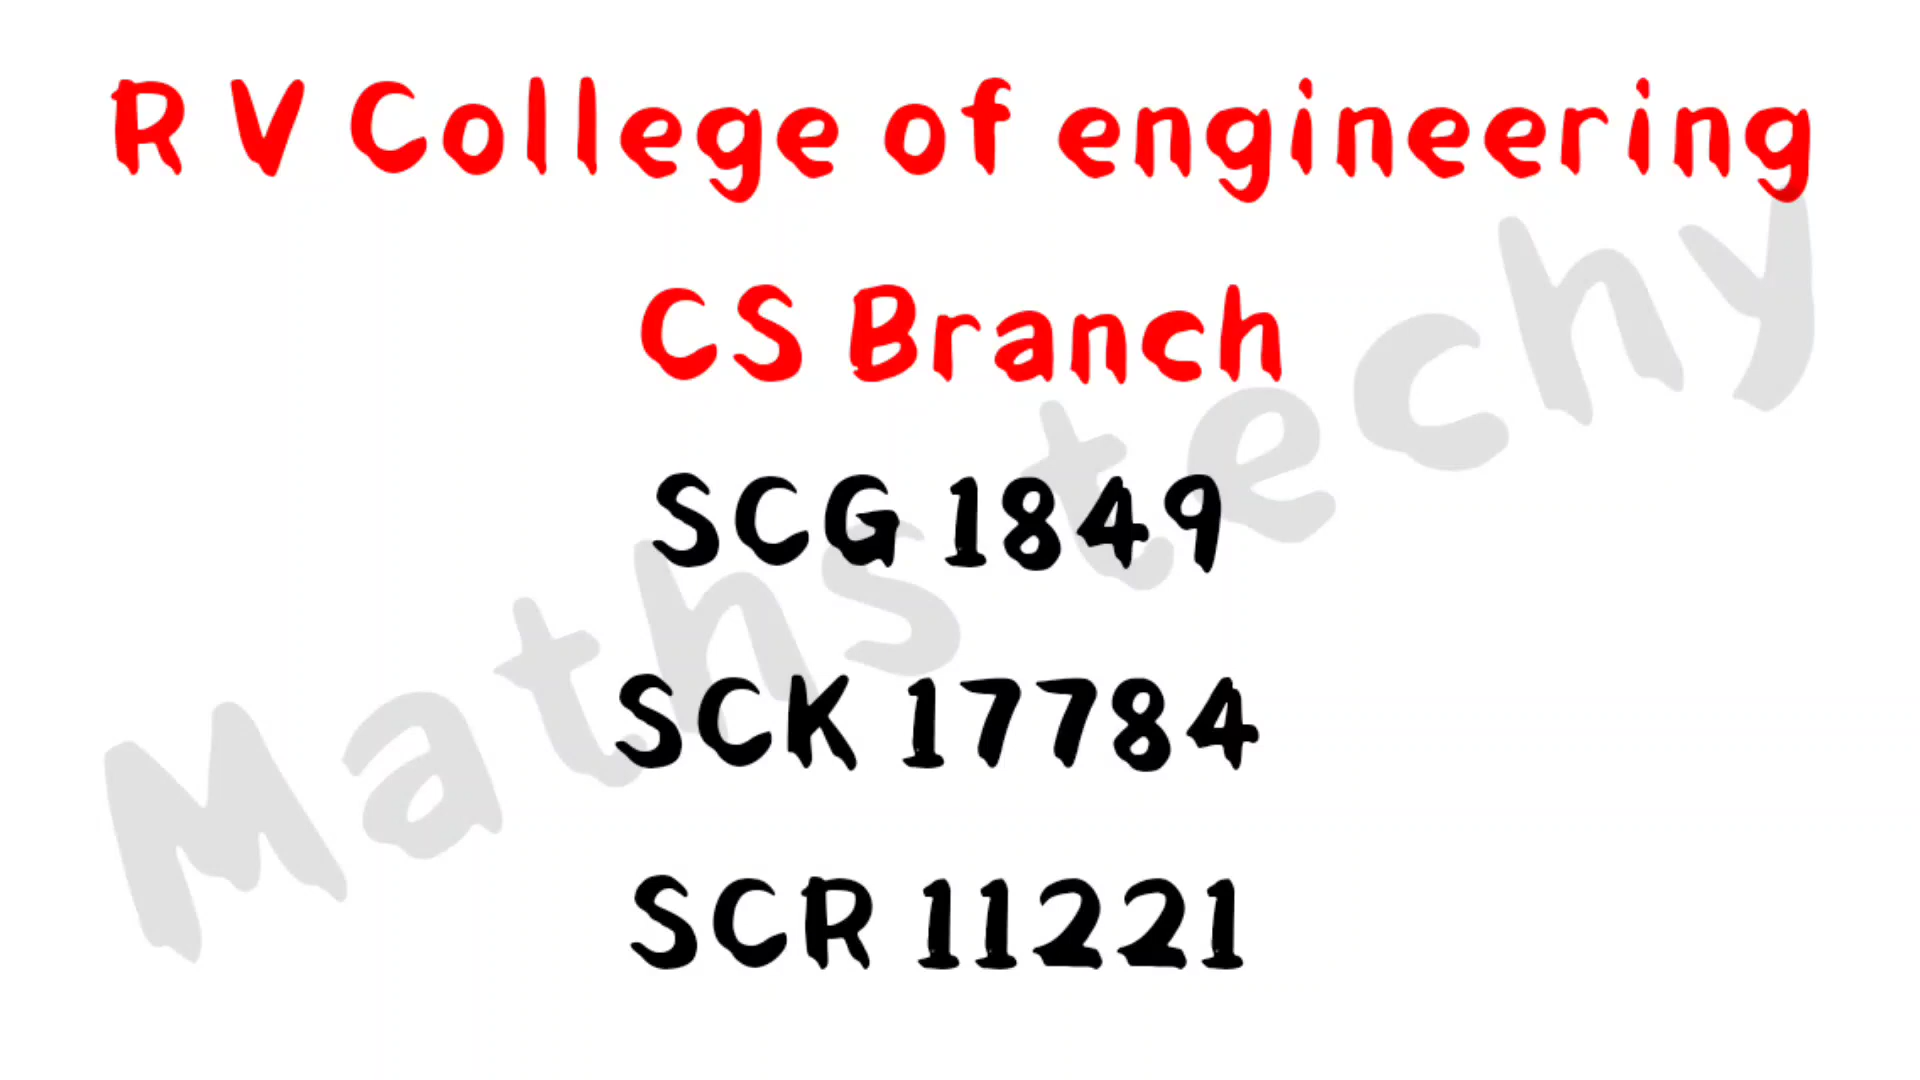 R V College of engineering
CS Branch
SCG 1849
SCK 17784
SCR 11221
Maths techy